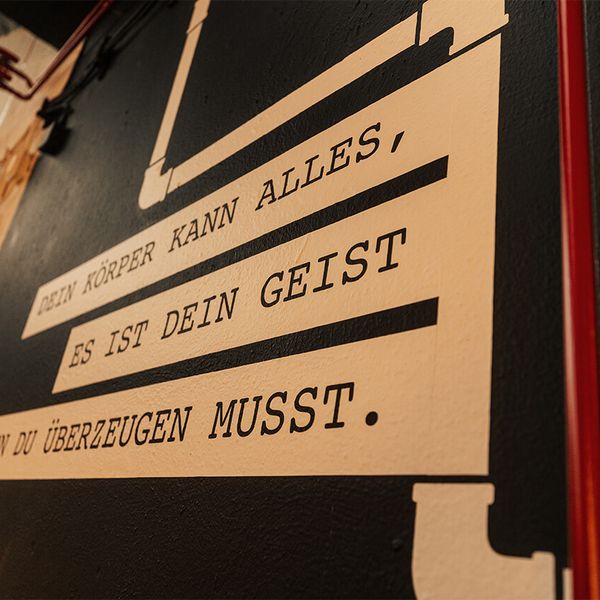 DEIN KÖRPER KANN ALLES,
ES IST DEIN GEIST
DU ÜBERZEUGEN MUSST.